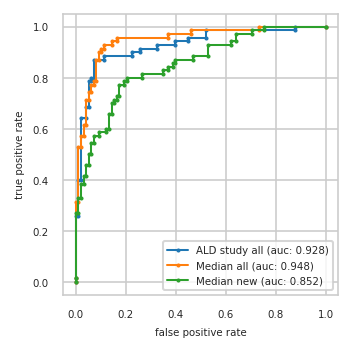 1.0
0.8
0.6
0.4
0.2
0.0
true positive rate
0.0 0.2 0.4 0.6 0.8 1.0
false positive rate
ALD study all (auc: 0.928)
Median all (auc: 0.948)
Median new (auc: 0.852)